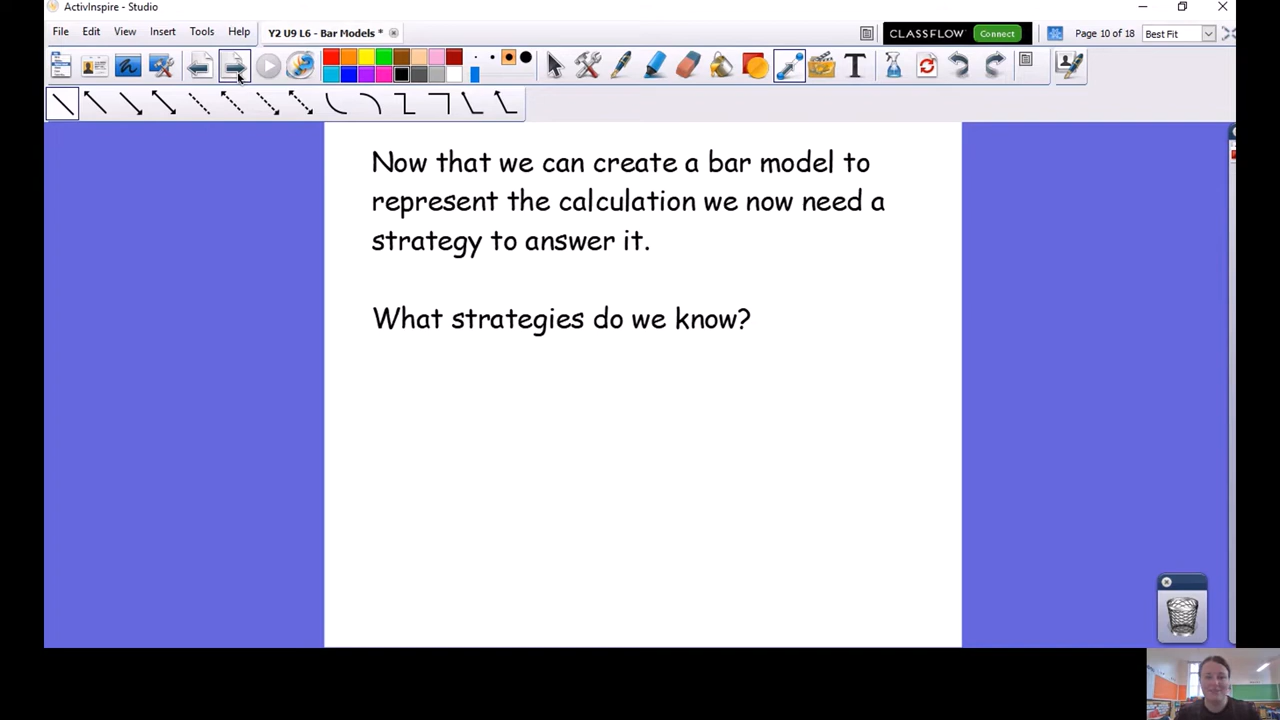 ActivInspire - Studio
File Edit View Insert Tools Help
Y2 U9 L6 - Bar Models *
CLASSFLOW Connect
Page 10 of 18
Best Fit
T
Now that we can create a bar model to
represent the calculation we now need a
strategy to answer it.
What strategies do we know?